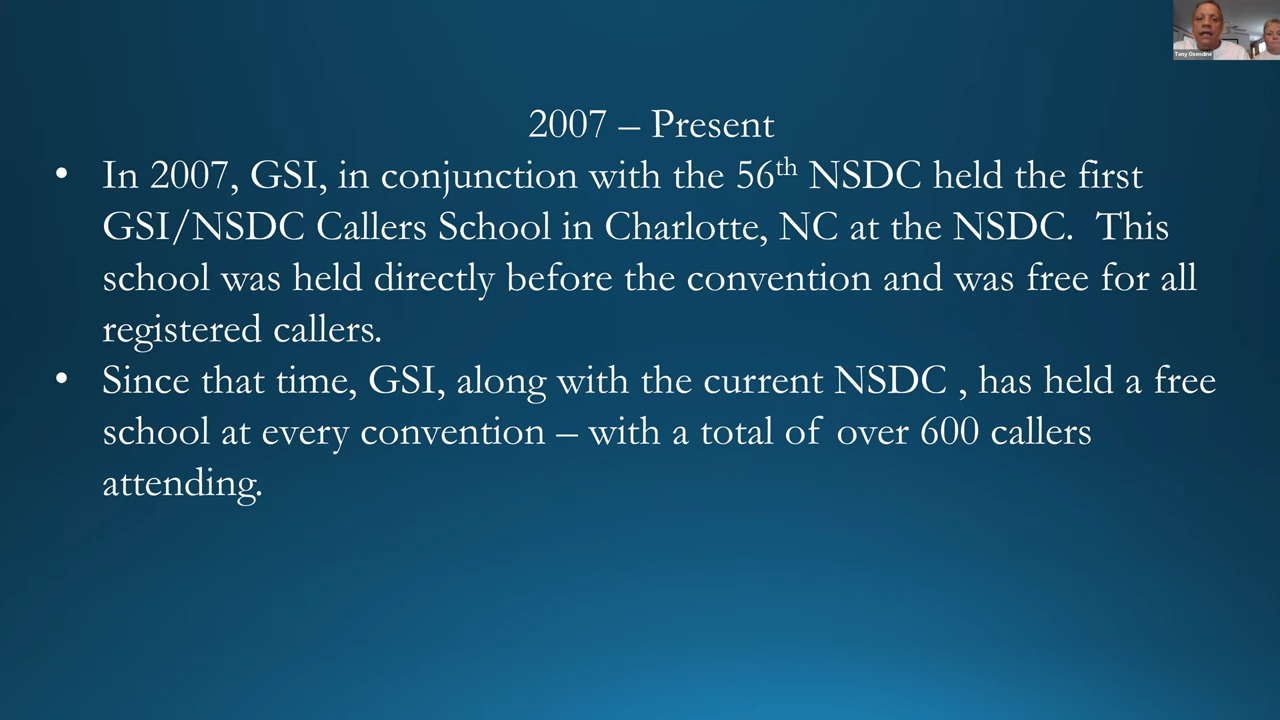 Tony Oxendine
2007 – Present
• In 2007, GSI, in conjunction with the 56th NSDC held the first
GSI/NSDC Callers School in Charlotte, NC at the NSDC.  This
school was held directly before the convention and was free for all
registered callers.
• Since that time, GSI, along with the current NSDC , has held a free
school at every convention – with a total of over 600 callers
attending.